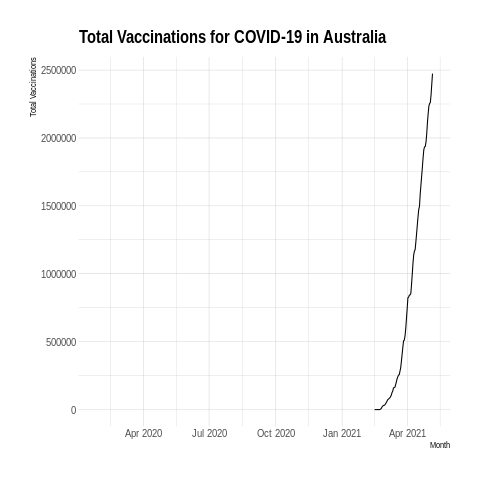 Total Vaccinations for COVID-19 in Australia
Total Vaccinations
2500000
2000000
1500000
1000000
500000
0
Apr 2020
Jul 2020
Oct 2020
Jan 2021
Apr 2021
Month